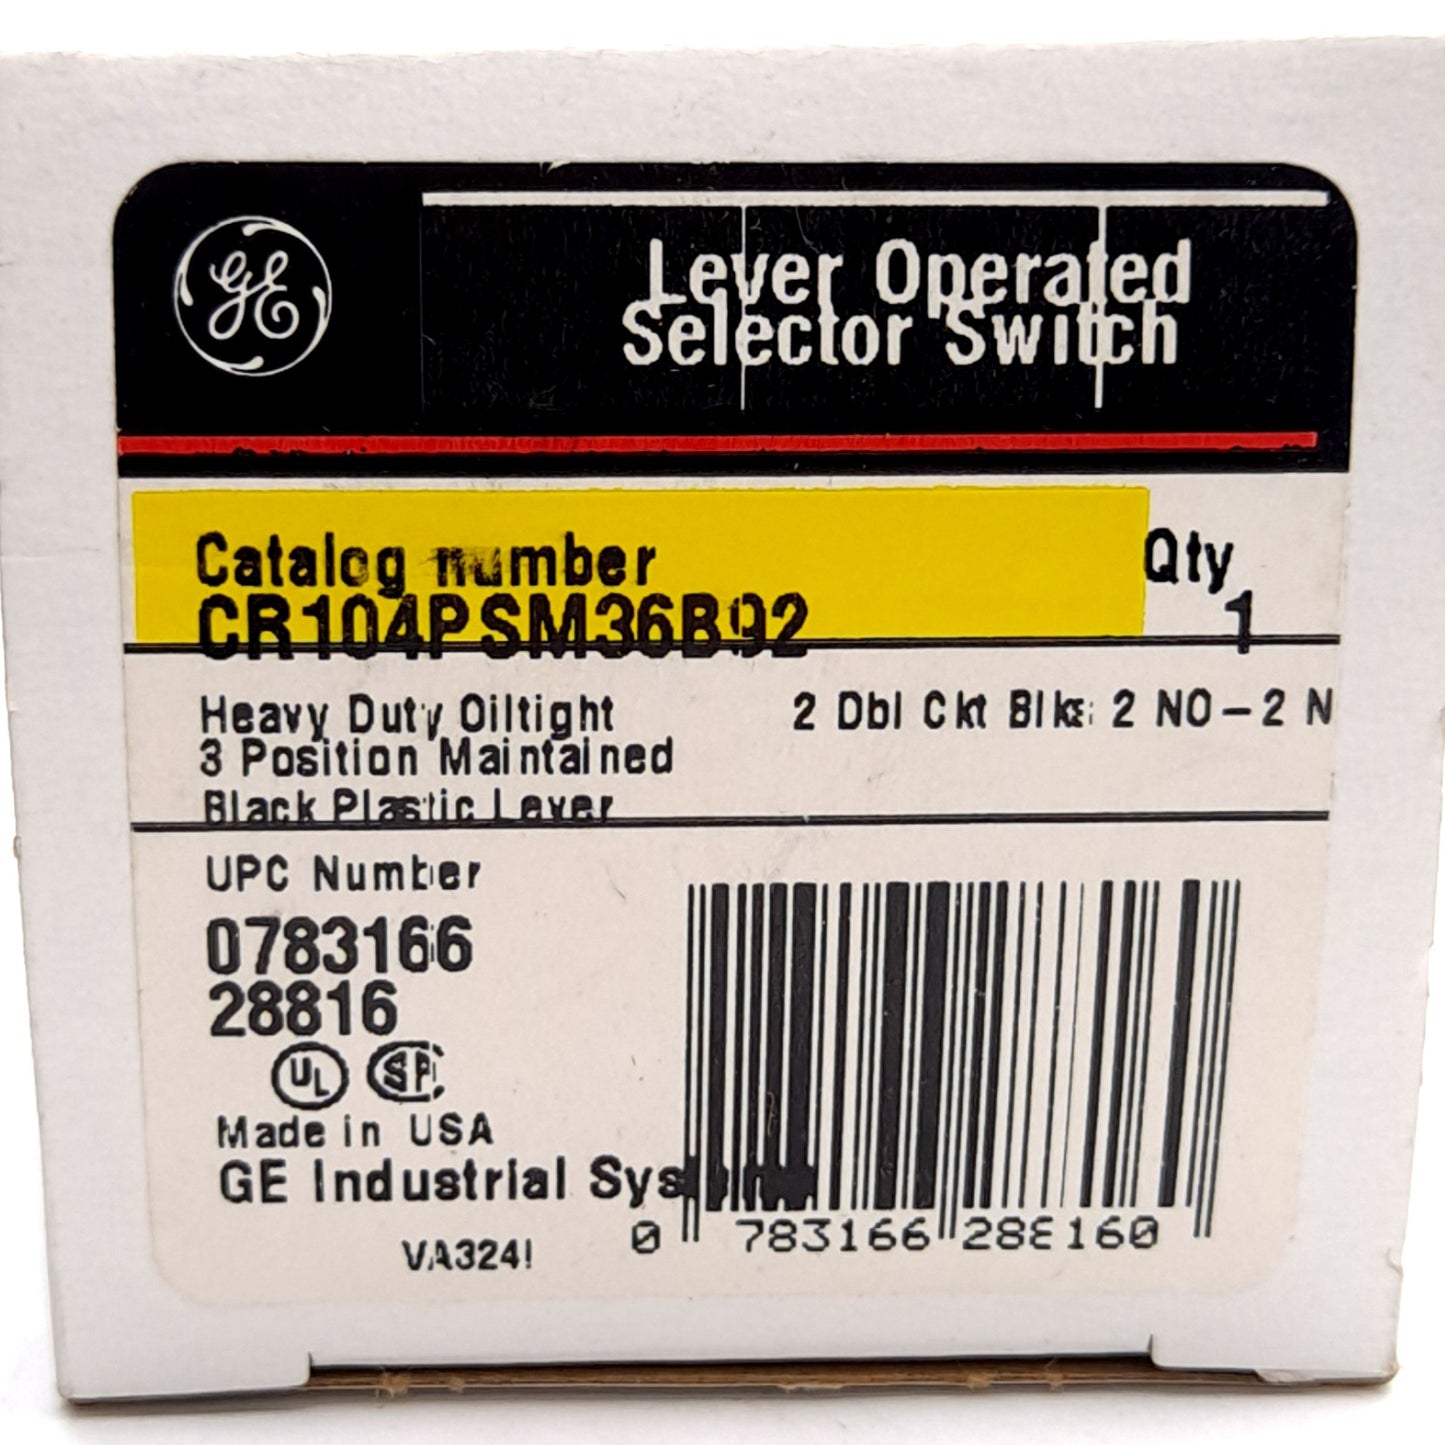 GE
Lever Operated
Selector Switch
Catalog number
Qty
CR104PSM36B92
1
Heavy Duty Oiltight
2 Dbl Ckt Blks: 2 NO-2 N
3 Position Maintained
Black Plastic Lever
UPC Number
0783166
28816
UL
Made in USA
GE Industrial
0 783166 288160